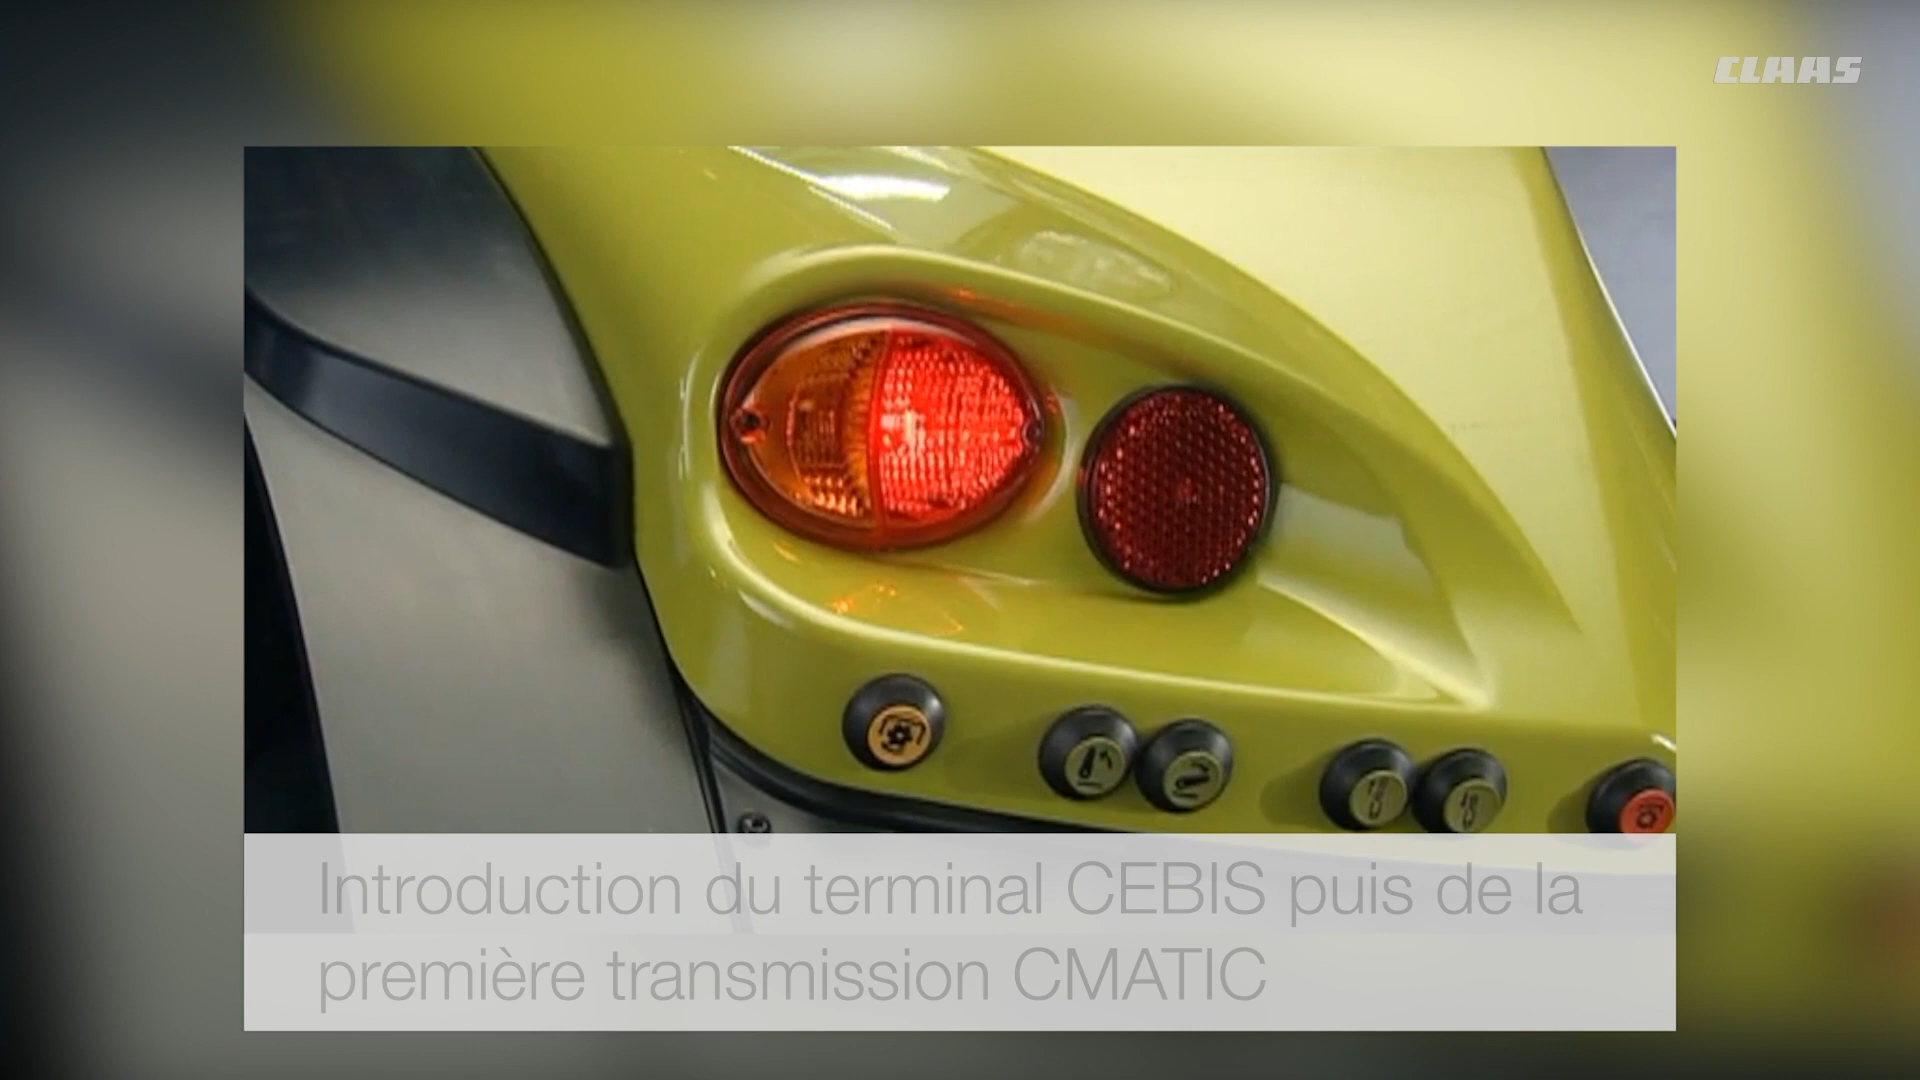 CLAAS
Introduction du terminal CEBIS puis de la
première transmission CMATIC